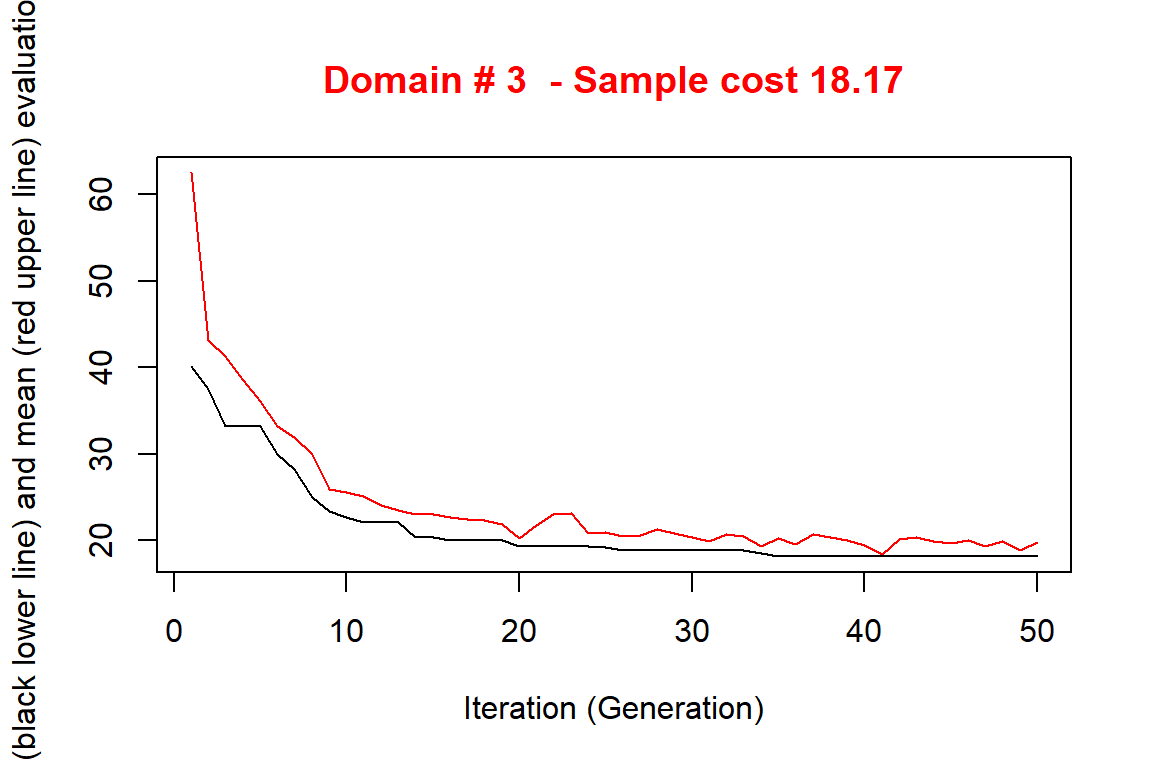 Domain # 3  - Sample cost 18.17
(black lower line) and mean (red upper line) evaluatio
60
50
40
30
20
0 10 20 30 40 50
Iteration (Generation)